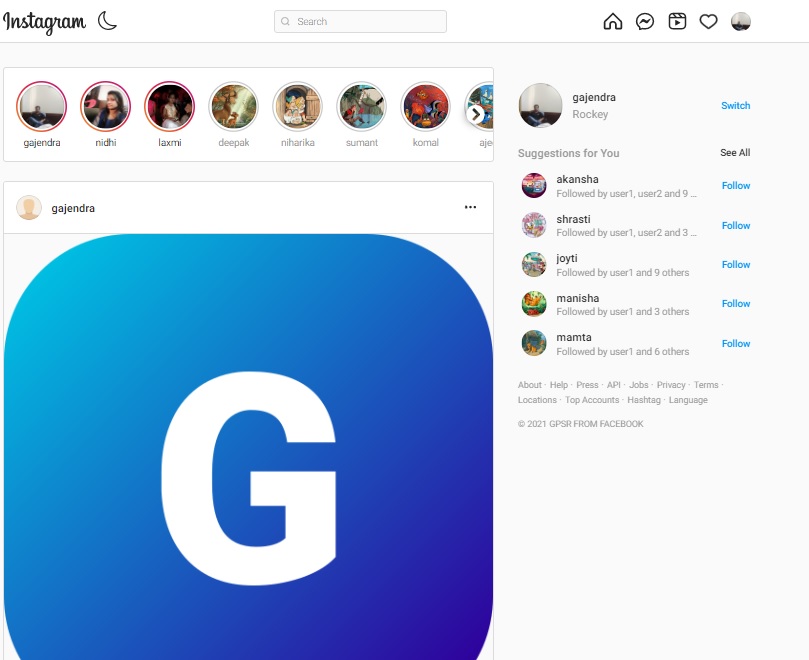 Instagram
Search
gajendra
nidhi
laxmi
deepak
niharika
sumant
komal
aje
gajendra
G
gajendra
Rockey
Switch
Suggestions for You
See All
akansha
Followed by user1, user2 and 9 ...
Follow
shrasti
Followed by user1, user2 and 3 ...
Follow
joyti
Followed by user1 and 9 others
Follow
manisha
Followed by user1 and 3 others
Follow
mamta
Followed by user1 and 6 others
Follow
About · Help · Press · API · Jobs · Privacy · Terms ·
Locations · Top Accounts · Hashtag · Language
© 2021 GPSR FROM FACEBOOK